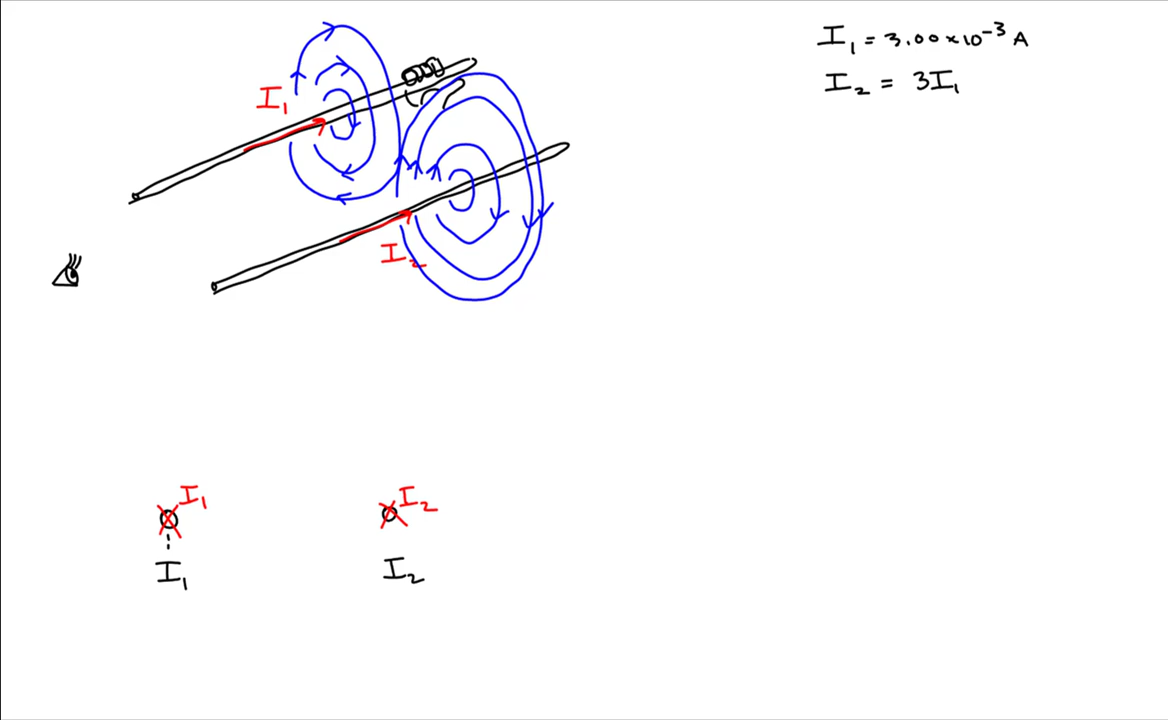 I₁ = 3.00 × 10⁻³ A
I₂ = 3I₁
I₁
I₂
I₁ I₂
I₁ I₂